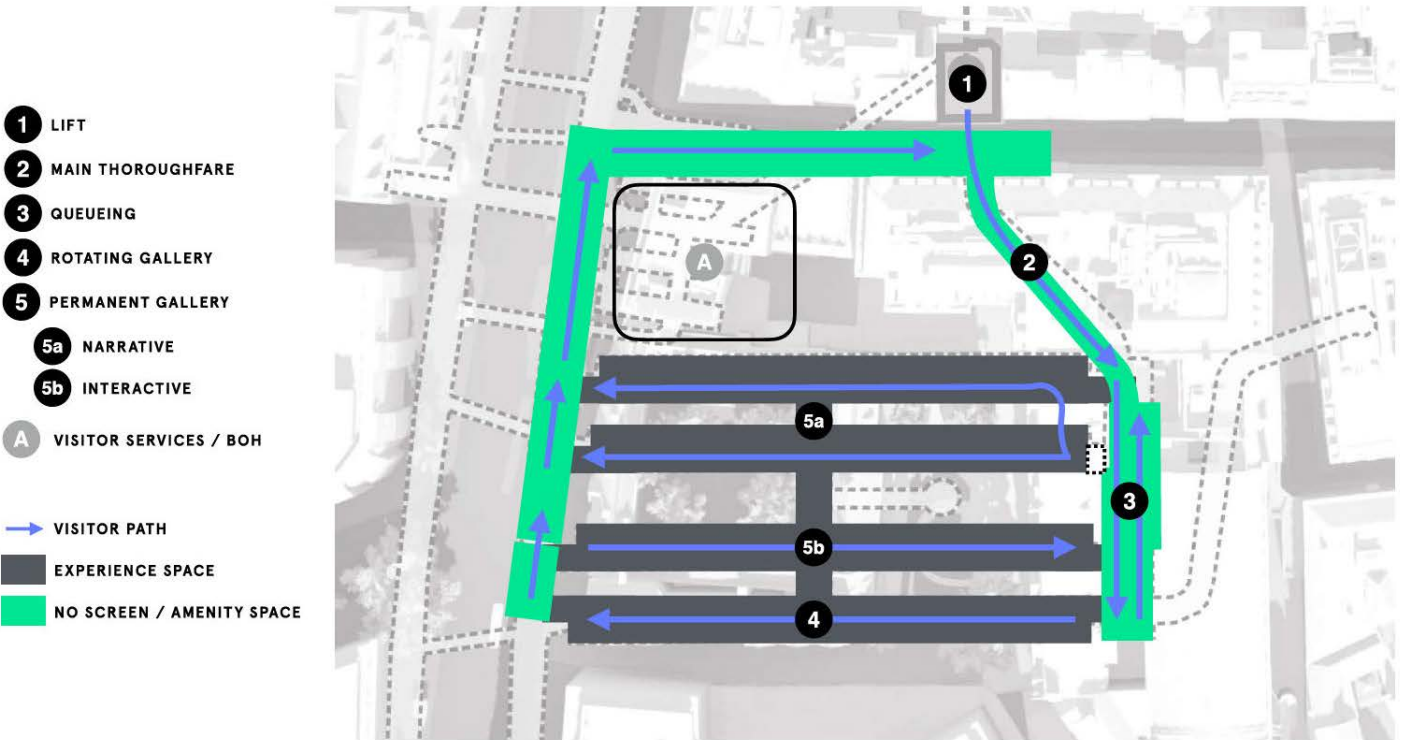 1 LIFT
2 MAIN THOROUGHFARE
3 QUEUEING
4 ROTATING GALLERY
5 PERMANENT GALLERY
5a NARRATIVE
5b INTERACTIVE
A VISITOR SERVICES / BOH
VISITOR PATH
EXPERIENCE SPACE
NO SCREEN / AMENITY SPACE
1
A
2
5a
3
5b
4